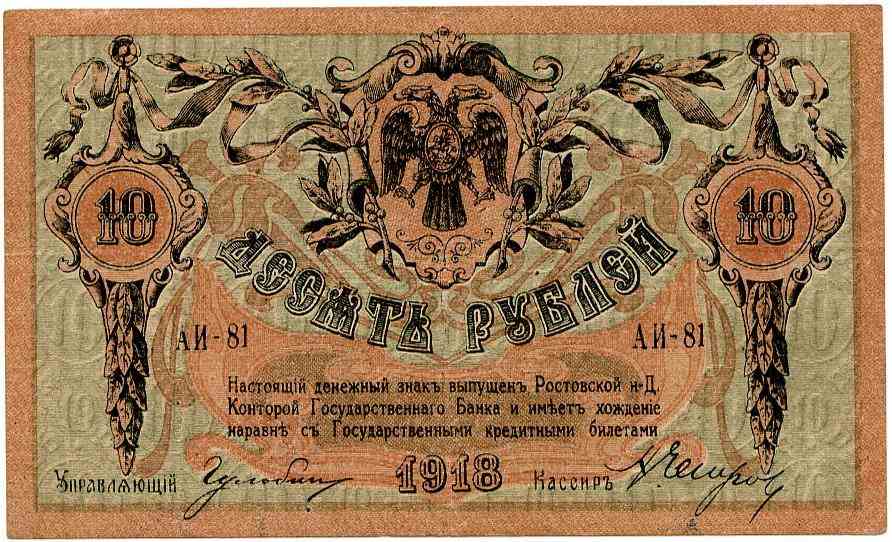 10
10
ДЕСЯТЬ РУБЛЕЙ
АИ-81
АИ-81
Настоящій денежный знакъ выпущенъ Ростовской н-Д.
Конторой Государственнаго Банка и имѣетъ хожденіе
наравнѣ съ Государственными кредитными билетами
Управляющій
1918
Кассиръ